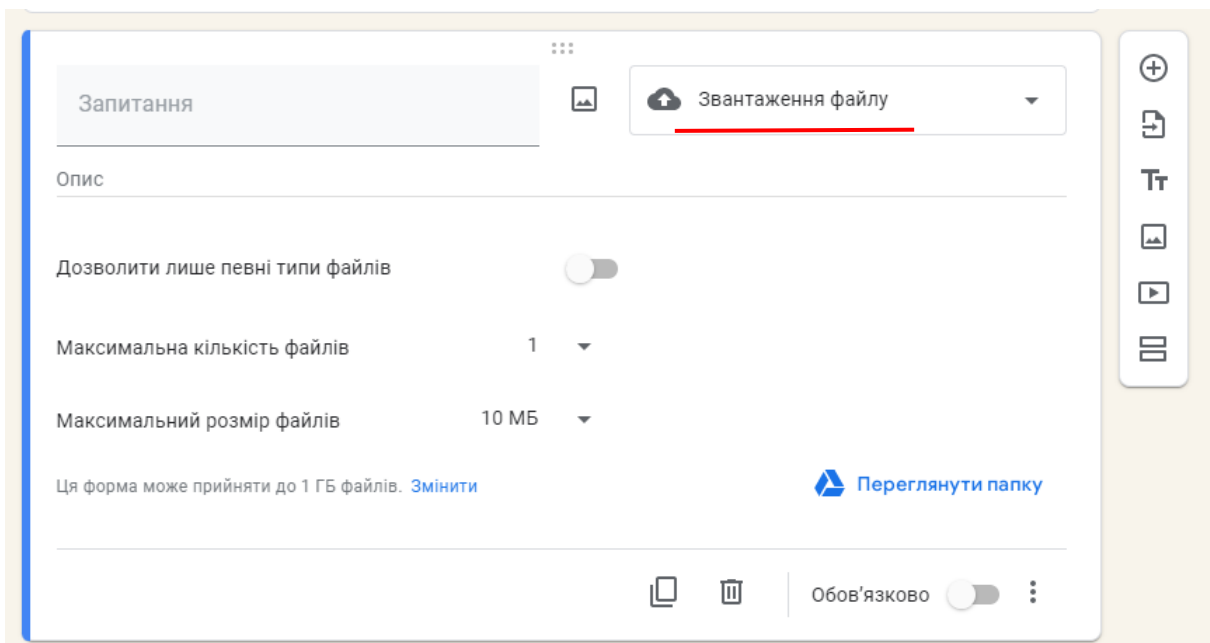 Запитання
Звантаження файлу
Опис
Дозволити лише певні типи файлів
Максимальна кількість файлів 1
Максимальний розмір файлів 10 МБ
Ця форма може прийняти до 1 ГБ файлів. Змінити
Переглянути папку
Обов'язково
Тт